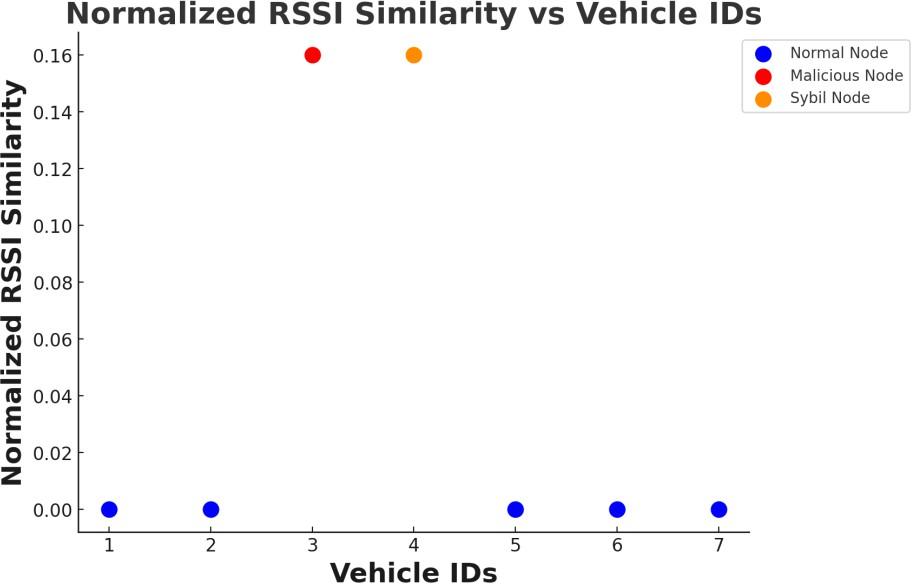 Normalized RSSI Similarity vs Vehicle IDs
Normalized RSSI Similarity
0.16
0.14
0.12
0.10
0.08
0.06
0.04
0.02
0.00
1 2 3 4 5 6 7
Vehicle IDs
Normal Node
Malicious Node
Sybil Node